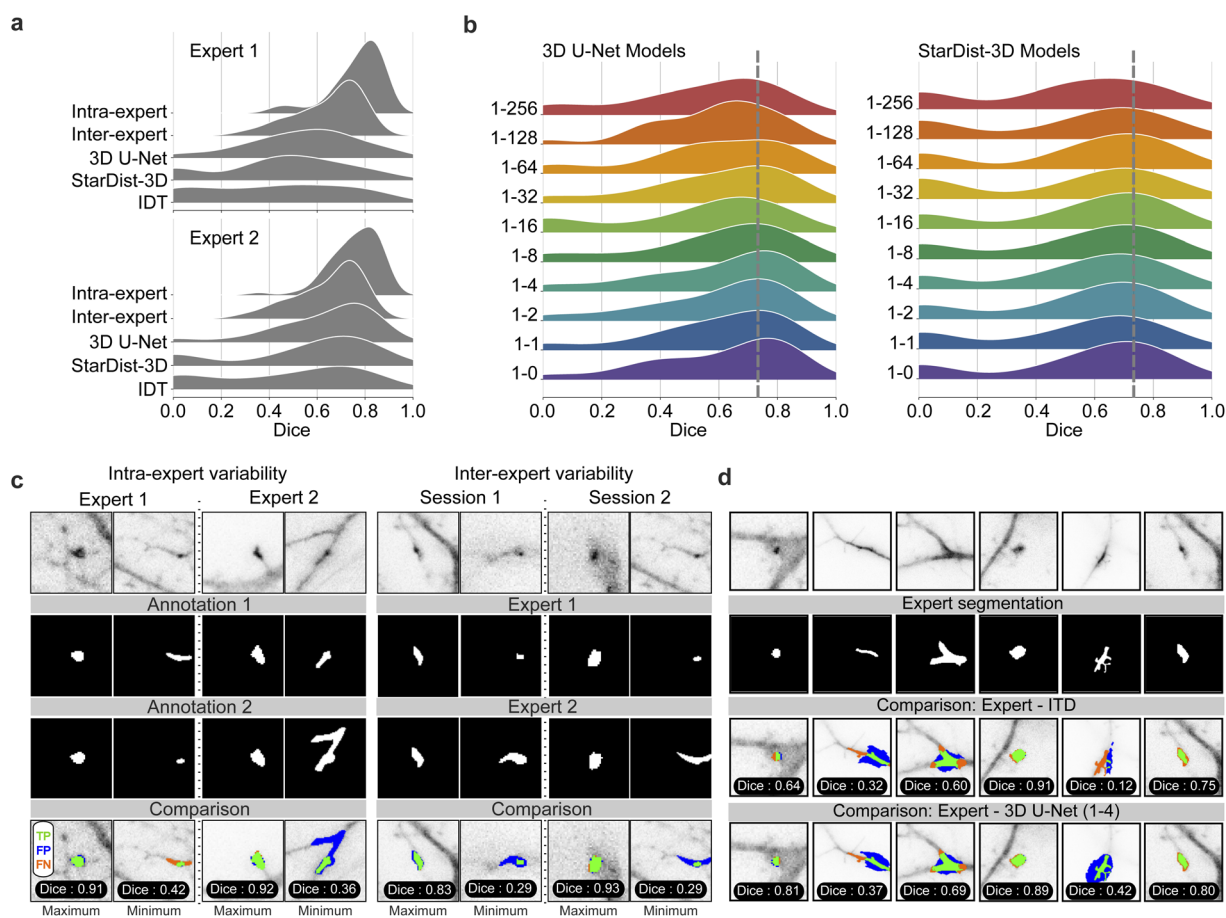 a
Expert 1
Intra-expert
Inter-expert
3D U-Net
StarDist-3D
IDT
Expert 2
Intra-expert
Inter-expert
3D U-Net
StarDist-3D
IDT
0.0 0.2 0.4 0.6 0.8 1.0
Dice
b
3D U-Net Models
1-256
1-128
1-64
1-32
1-16
1-8
1-4
1-2
1-1
1-0
0.0 0.2 0.4 0.6 0.8 1.0
Dice
StarDist-3D Models
1-256
1-128
1-64
1-32
1-16
1-8
1-4
1-2
1-1
1-0
0.0 0.2 0.4 0.6 0.8 1.0
Dice
c
Intra-expert variability
Expert 1 Expert 2
Annotation 1
Annotation 2
Comparison
TP
FP
FN
Dice : 0.91 Dice : 0.42 Dice : 0.92 Dice : 0.36
Maximum Minimum Maximum Minimum
Inter-expert variability
Session 1 Session 2
Expert 1
Expert 2
Comparison
Dice : 0.83 Dice : 0.29 Dice : 0.93 Dice : 0.29
Maximum Minimum Maximum Minimum
d
Expert segmentation
Comparison: Expert - ITD
Dice : 0.64 Dice : 0.32 Dice : 0.60 Dice : 0.91 Dice : 0.12 Dice : 0.75
Comparison: Expert - 3D U-Net (1-4)
Dice : 0.81 Dice : 0.37 Dice : 0.69 Dice : 0.89 Dice : 0.42 Dice : 0.80